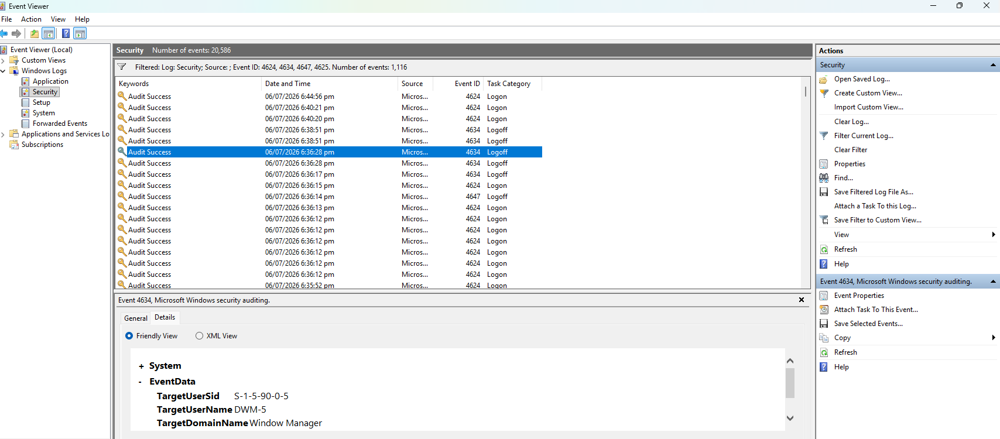 Event Viewer
File Action View Help
Event Viewer (Local)
Custom Views
Windows Logs
Application
Security
Setup
System
Forwarded Events
Applications and Services Lo
Subscriptions
Security Number of events: 20,586
Filtered: Log: Security; Source: ; Event ID: 4624, 4634, 4647, 4625. Number of events: 1,116
Keywords Date and Time Source Event ID Task Category
Audit Success 06/07/2026 6:44:56 pm Micros... 4624 Logon
Audit Success 06/07/2026 6:40:21 pm Micros... 4624 Logon
Audit Success 06/07/2026 6:40:20 pm Micros... 4624 Logon
Audit Success 06/07/2026 6:38:51 pm Micros... 4634 Logoff
Audit Success 06/07/2026 6:38:51 pm Micros... 4634 Logoff
Audit Success 06/07/2026 6:36:28 pm Micros... 4634 Logoff
Audit Success 06/07/2026 6:36:28 pm Micros... 4634 Logoff
Audit Success 06/07/2026 6:36:17 pm Micros... 4634 Logoff
Audit Success 06/07/2026 6:36:15 pm Micros... 4624 Logon
Audit Success 06/07/2026 6:36:14 pm Micros... 4647 Logoff
Audit Success 06/07/2026 6:36:13 pm Micros... 4624 Logon
Audit Success 06/07/2026 6:36:12 pm Micros... 4624 Logon
Audit Success 06/07/2026 6:36:12 pm Micros... 4624 Logon
Audit Success 06/07/2026 6:36:12 pm Micros... 4624 Logon
Audit Success 06/07/2026 6:36:12 pm Micros... 4624 Logon
Audit Success 06/07/2026 6:36:12 pm Micros... 4624 Logon
Audit Success 06/07/2026 6:36:12 pm Micros... 4624 Logon
Audit Success 06/07/2026 6:35:52 pm Micros... 4624 Logon
Event 4634, Microsoft Windows security auditing.
General Details
Friendly View XML View
+ System
- EventData
TargetUserSid S-1-5-90-0-5
TargetUserName DWM-5
TargetDomainName Window Manager
Actions
Security
Open Saved Log...
Create Custom View...
Import Custom View...
Clear Log...
Filter Current Log...
Clear Filter
Properties
Find...
Save Filtered Log File As...
Attach a Task To this Log...
Save Filter to Custom View...
View
Refresh
Help
Event 4634, Microsoft Windows security auditing.
Event Properties
Attach Task To This Event...
Save Selected Events...
Copy
Refresh
Help